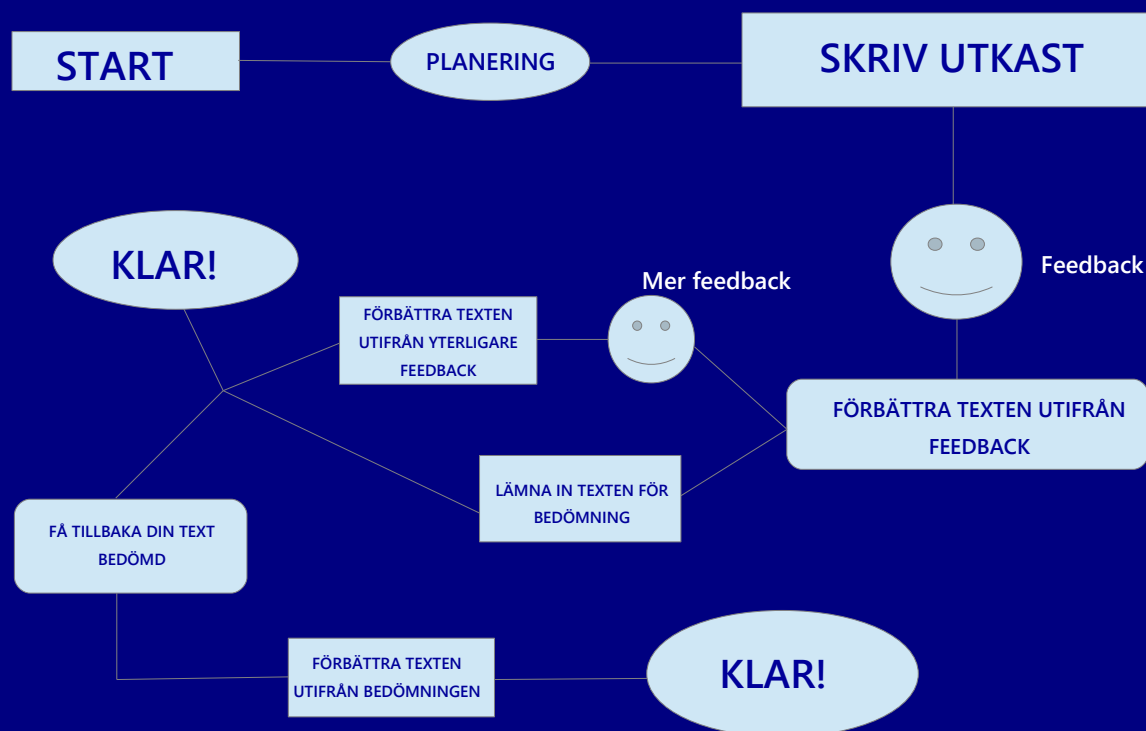 START
PLANERING
SKRIV UTKAST
Feedback
FÖRBÄTTRA TEXTEN UTIFRÅN
FEEDBACK
Mer feedback
FÖRBÄTTRA TEXTEN
UTIFRÅN YTERLIGARE
FEEDBACK
LÄMNA IN TEXTEN FÖR
BEDÖMNING
KLAR!
FÅ TILLBAKA DIN TEXT
BEDÖMD
FÖRBÄTTRA TEXTEN
UTIFRÅN BEDÖMNINGEN
KLAR!